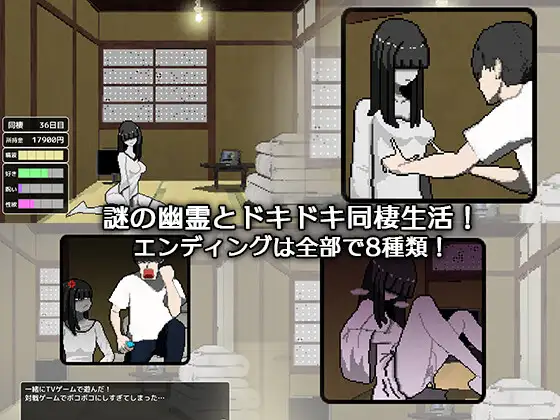 同棲 36日目
所持金 17900円
満腹
好き
呪い
性欲
謎の幽霊とドキドキ同棲生活！
エンディングは全部で8種類！
一緒にTVゲームで遊んだ！
対戦ゲームでボコボコにしすぎてしまった…